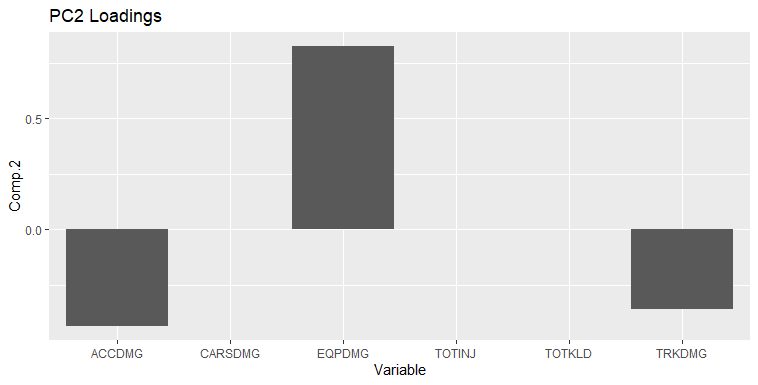 PC2 Loadings
Comp.2
0.5
0.0
ACCDMG CARSDMG EQPDMG TOTINJ TOTKLD TRKDMG
Variable